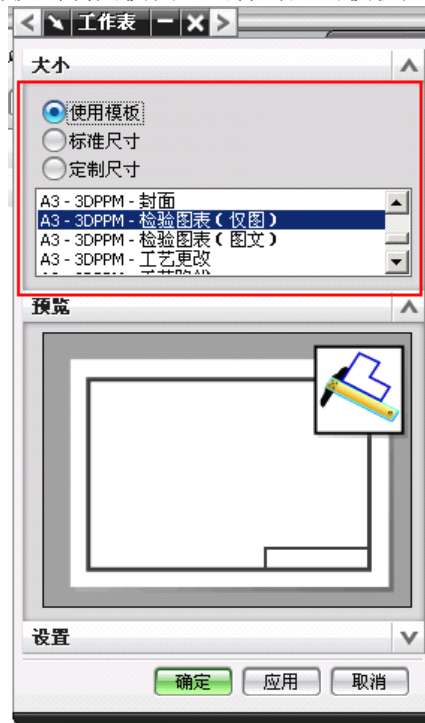 工作表
大小
使用模板
标准尺寸
定制尺寸
A3 - 3DPPM - 封面
A3 - 3DPPM - 检验图表 ( 仅图 )
A3 - 3DPPM - 检验图表 ( 图文 )
A3 - 3DPPM - 工艺更改
预览
设置
确定
应用
取消